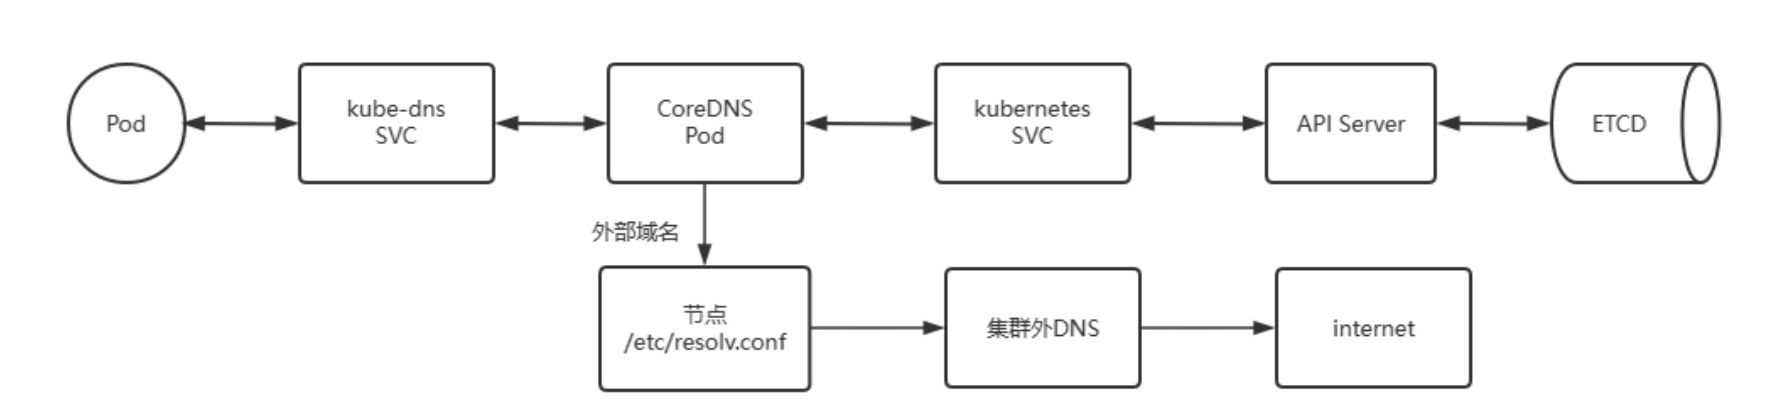 Pod
kube-dns
SVC
CoreDNS
Pod
kubernetes
SVC
API Server
ETCD
外部域名
节点
/etc/resolv.conf
集群外DNS
internet